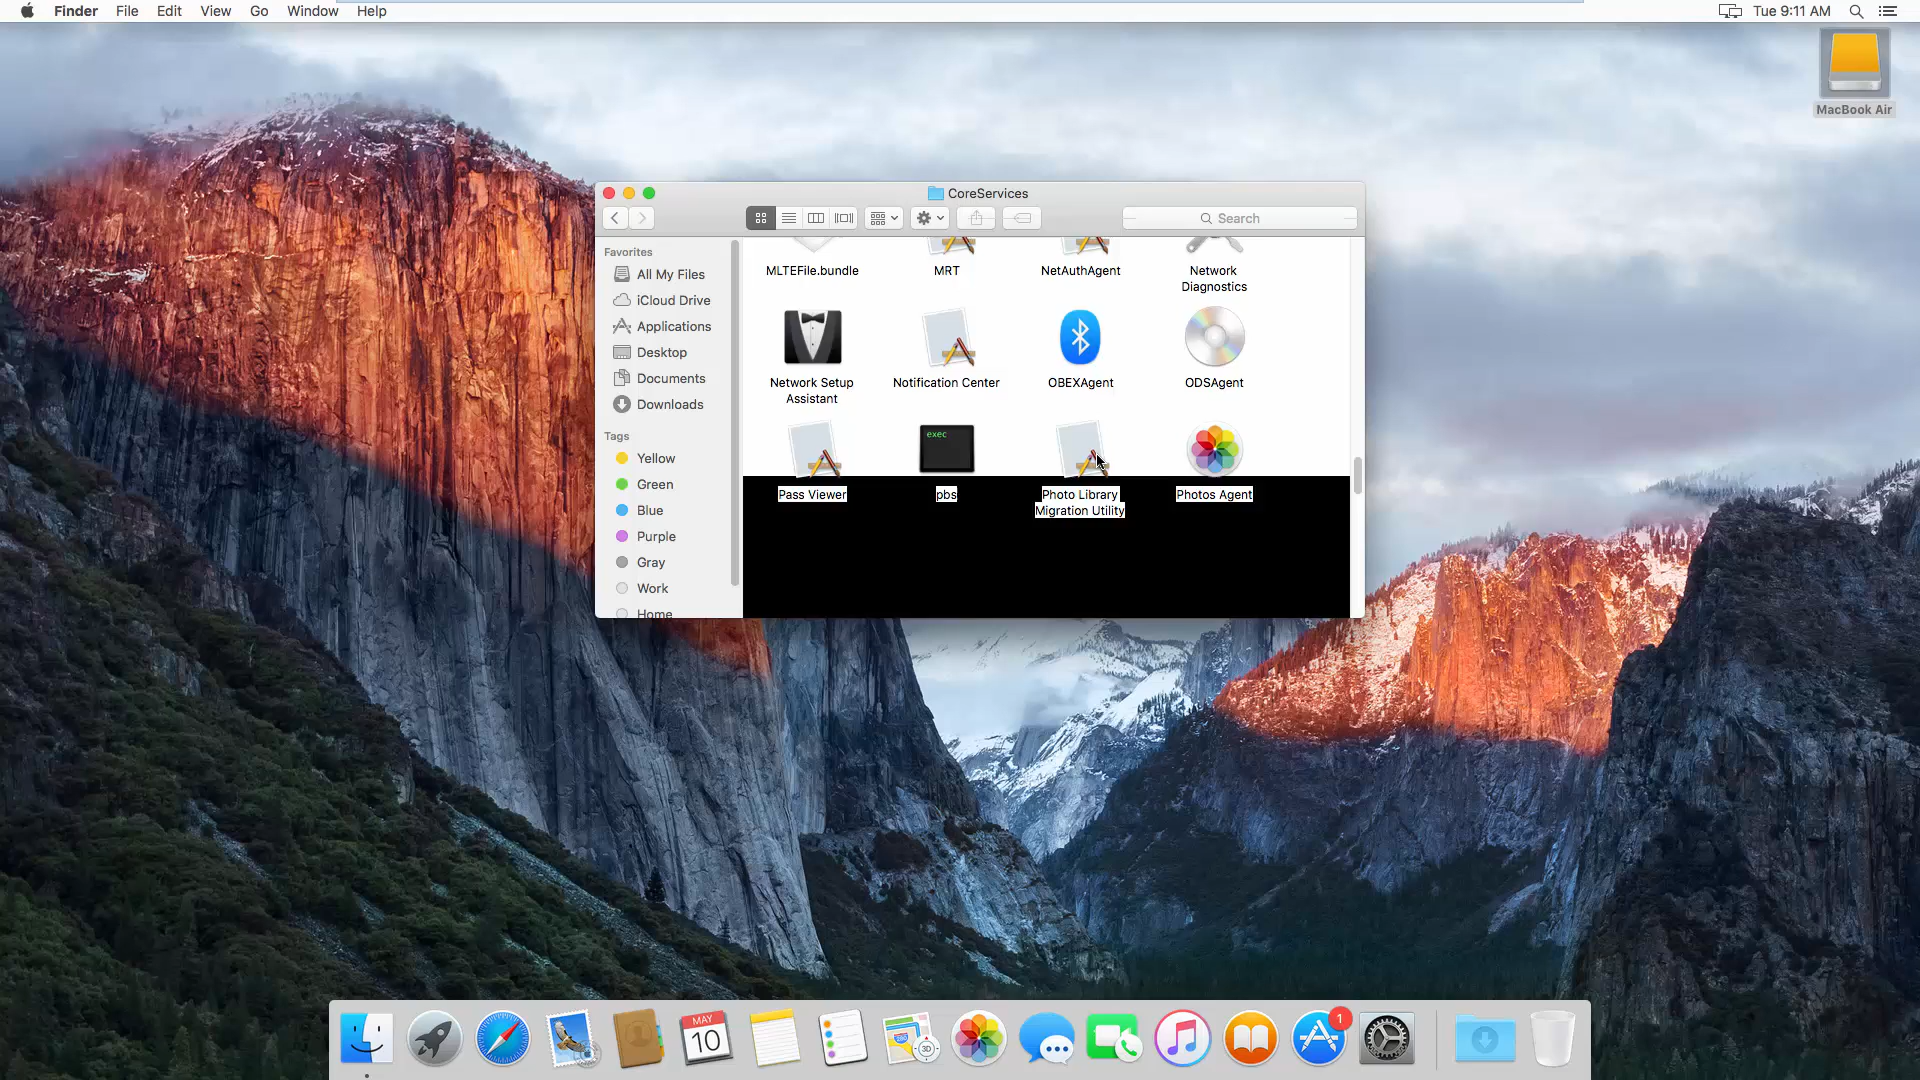 Finder File Edit View Go Window Help
Tue 9:11 AM
MacBook Air
CoreServices
Search
Favorites
All My Files
iCloud Drive
Applications
Desktop
Documents
Downloads
Tags
Yellow
Green
Blue
Purple
Gray
Work
Home
MLTEFile.bundle
MRT
NetAuthAgent
Network
Diagnostics
Network Setup
Assistant
Notification Center
OBEXAgent
ODSAgent
exec
Pass Viewer
pbs
Photo Library
Migration Utility
Photos Agent
MAY
10
280
3D
1